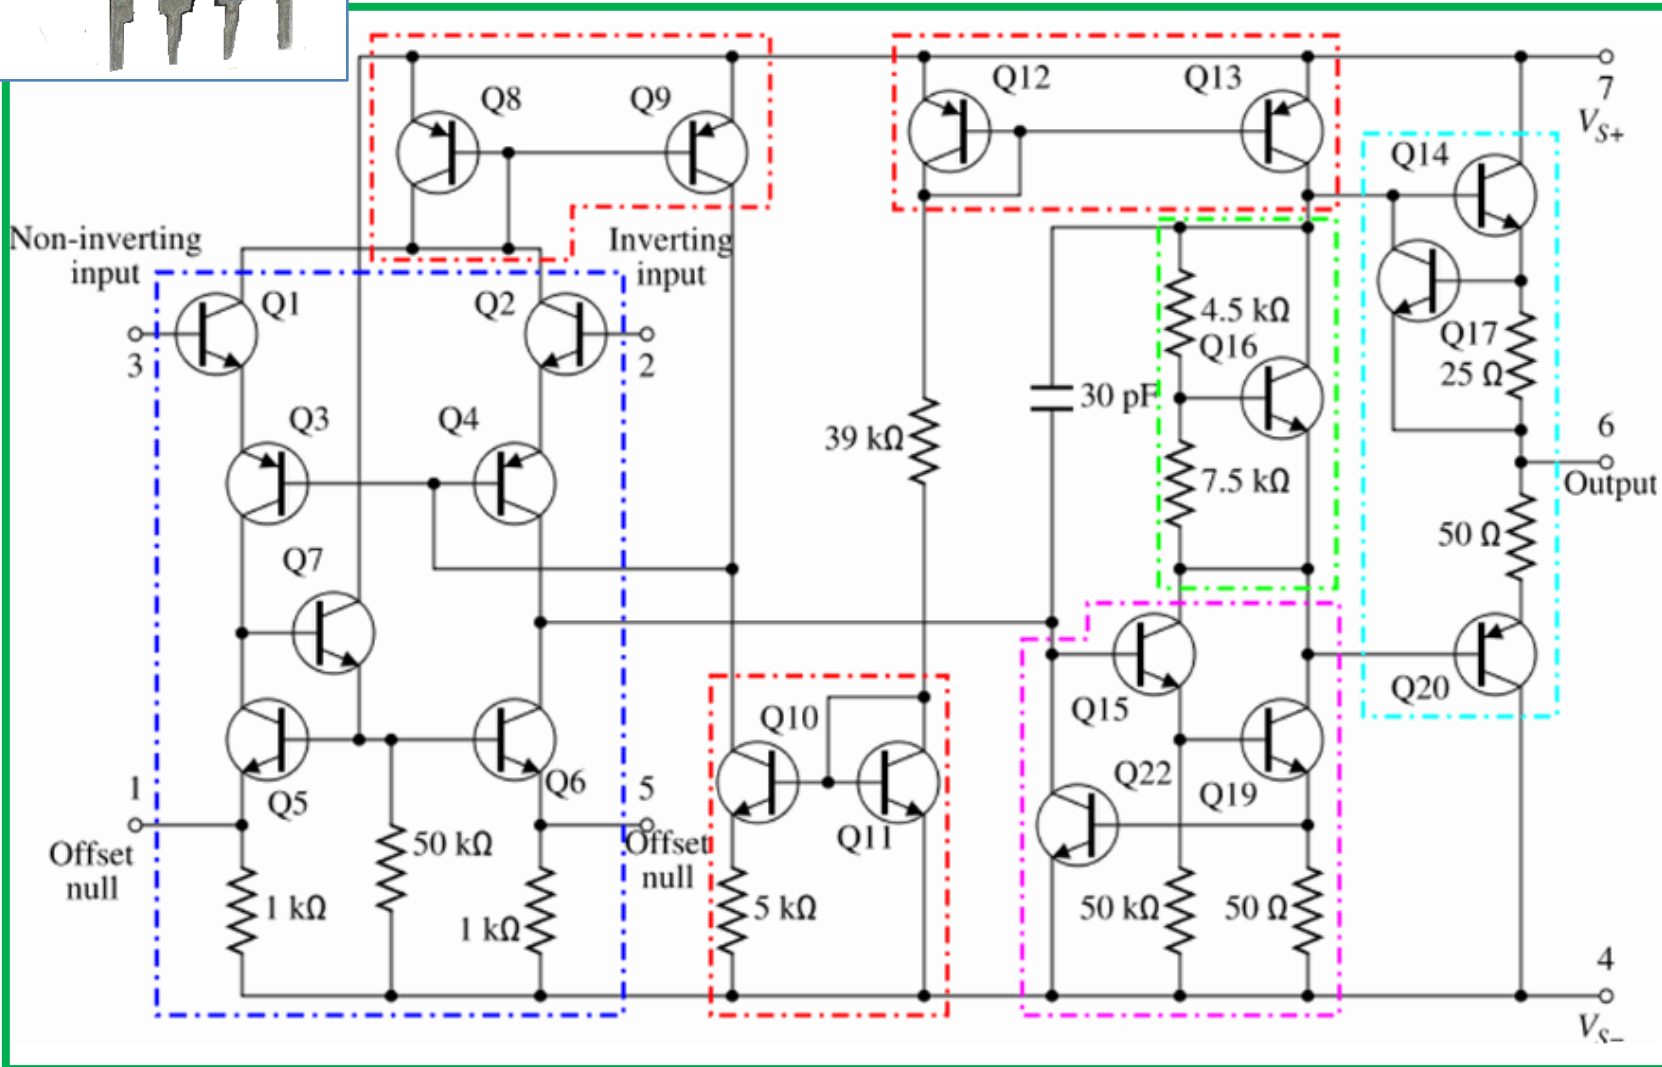 Q8
Q9
Q12
Q13
7
V_{S+}
Q14
Non-inverting
input
Inverting
input
Q1
Q2
3
2
4.5 kΩ
Q16
Q17
25 Ω
30 pF
Q3
Q4
39 kΩ
6
Output
7.5 kΩ
50 Ω
Q7
Q15
Q20
Q10
1
Q5
Q6
5
Q22
Q19
Offset
null
50 kΩ
Offset
null
Q11
1 kΩ
1 kΩ
5 kΩ
50 kΩ
50 Ω
4
V_{S−}